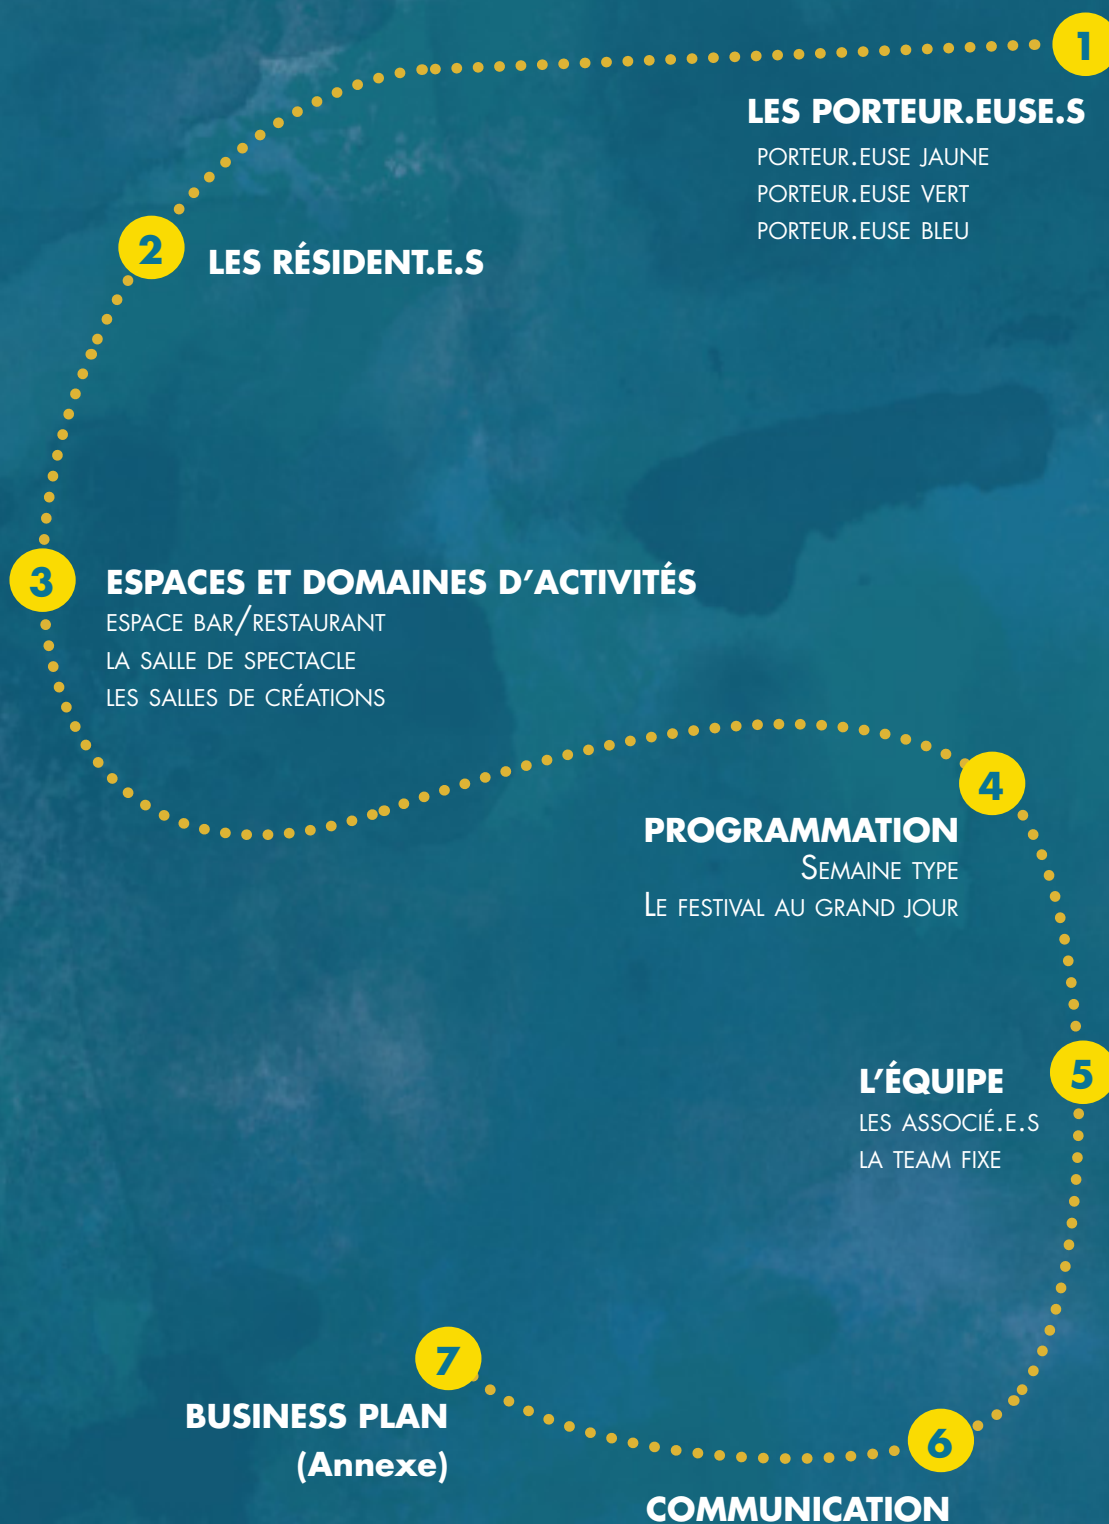 1
LES PORTEUR.EUSE.S
PORTEUR.EUSE JAUNE
PORTEUR.EUSE VERT
PORTEUR.EUSE BLEU
2
LES RÉSIDENT.E.S
3
ESPACES ET DOMAINES D’ACTIVITÉS
ESPACE BAR/RESTAURANT
LA SALLE DE SPECTACLE
LES SALLES DE CRÉATIONS
4
PROGRAMMATION
SEMAINE TYPE
LE FESTIVAL AU GRAND JOUR
5
L’ÉQUIPE
LES ASSOCIÉ.E.S
LA TEAM FIXE
6
COMMUNICATION
7
BUSINESS PLAN
(Annexe)